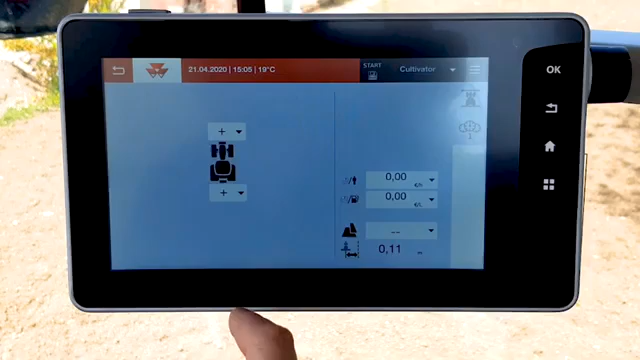 21.04.2020 | 15:05 | 19°C
START
Cultivator
OK
+
+
0,00
€/h
0,00
--
0,11